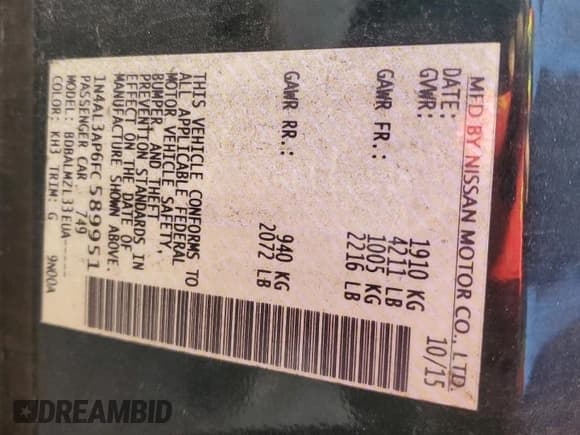 MFD BY NISSAN MOTOR CO., LTD.
DATE: 10/15
GVWR: 1910 KG
4211 LB
GAWR FR.: 1005 KG
2216 LB
GAWR RR.: 940 KG
2072 LB
THIS VEHICLE CONFORMS TO
ALL APPLICABLE FEDERAL
MOTOR VEHICLE SAFETY,
BUMPER, AND THEFT
PREVENTION STANDARDS IN
EFFECT ON THE DATE OF
MANUFACTURE SHOWN ABOVE.
1N4AL3AP6FC589951
PASSENGER CAR 749
MODEL: BDBALMZL33EUA-----
COLOR: KH3 TRIM: G
9N00A
DREAMBID